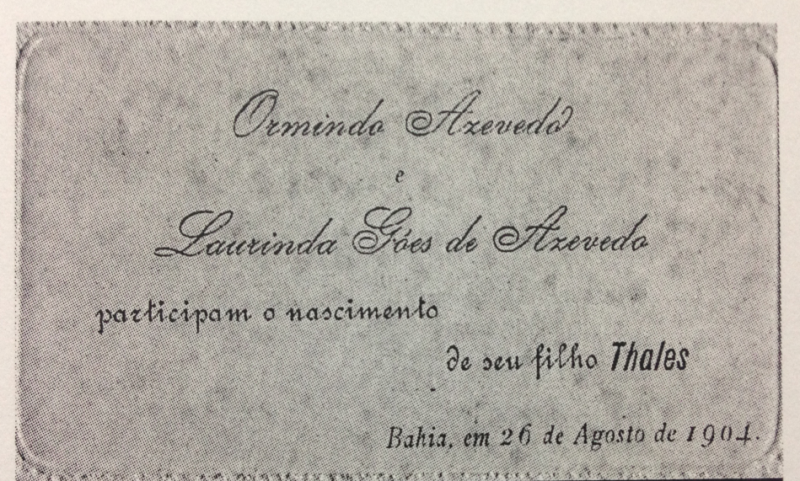 Ormindo Azevedo
e
Laurinda Góes de Azevedo
participam o nascimento
de seu filho Thales
Bahia, em 26 de Agosto de 1904.